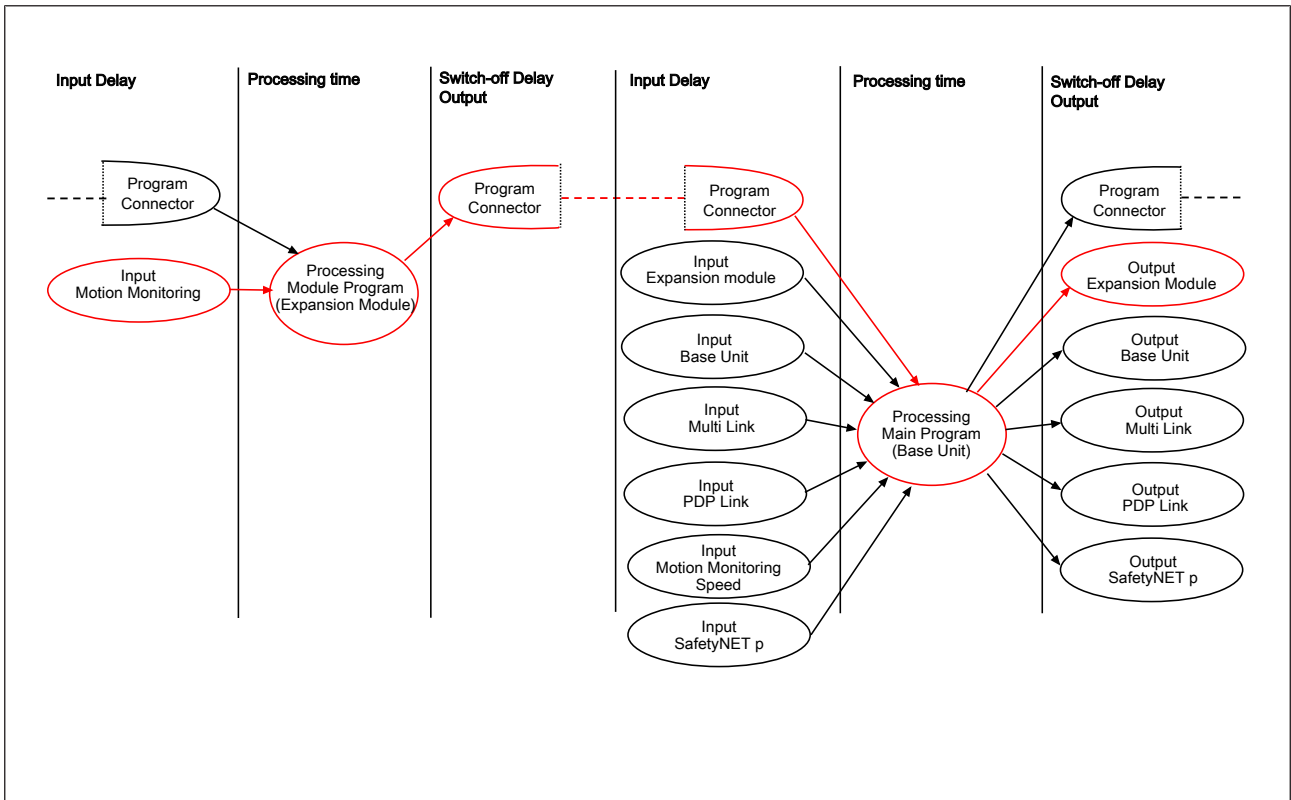 Input Delay
Processing time
Switch-off Delay
Output
Input Delay
Processing time
Switch-off Delay
Output
Program
Connector
Input
Motion Monitoring
Processing
Module Program
(Expansion Module)
Program
Connector
Program
Connector
Input
Expansion module
Input
Base Unit
Input
Multi Link
Input
PDP Link
Input
Motion Monitoring
Speed
Input
SafetyNET p
Processing
Main Program
(Base Unit)
Program
Connector
Output
Expansion Module
Output
Base Unit
Output
Multi Link
Output
PDP Link
Output
SafetyNET p